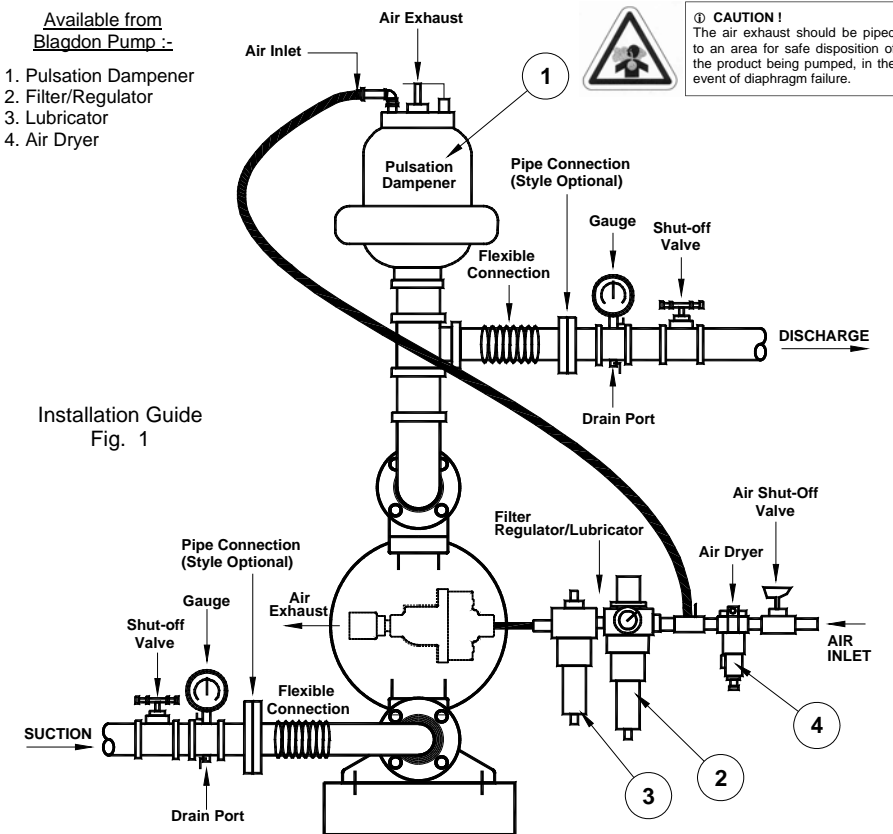 Available from
Blagdon Pump :-
1. Pulsation Dampener
2. Filter/Regulator
3. Lubricator
4. Air Dryer
Air Exhaust
Air Inlet
1
CAUTION !
The air exhaust should be piped
to an area for safe disposition of
the product being pumped, in the
event of diaphragm failure.
Pulsation
Dampener
Pipe Connection
(Style Optional)
Gauge
Shut-off
Valve
Flexible
Connection
DISCHARGE
Drain Port
Installation Guide
Fig. 1
Filter
Regulator/Lubricator
Air Shut-Off
Valve
Air Dryer
AIR
INLET
Pipe Connection
(Style Optional)
Air
Exhaust
Gauge
Shut-off
Valve
Flexible
Connection
SUCTION
Drain Port
4
2
3